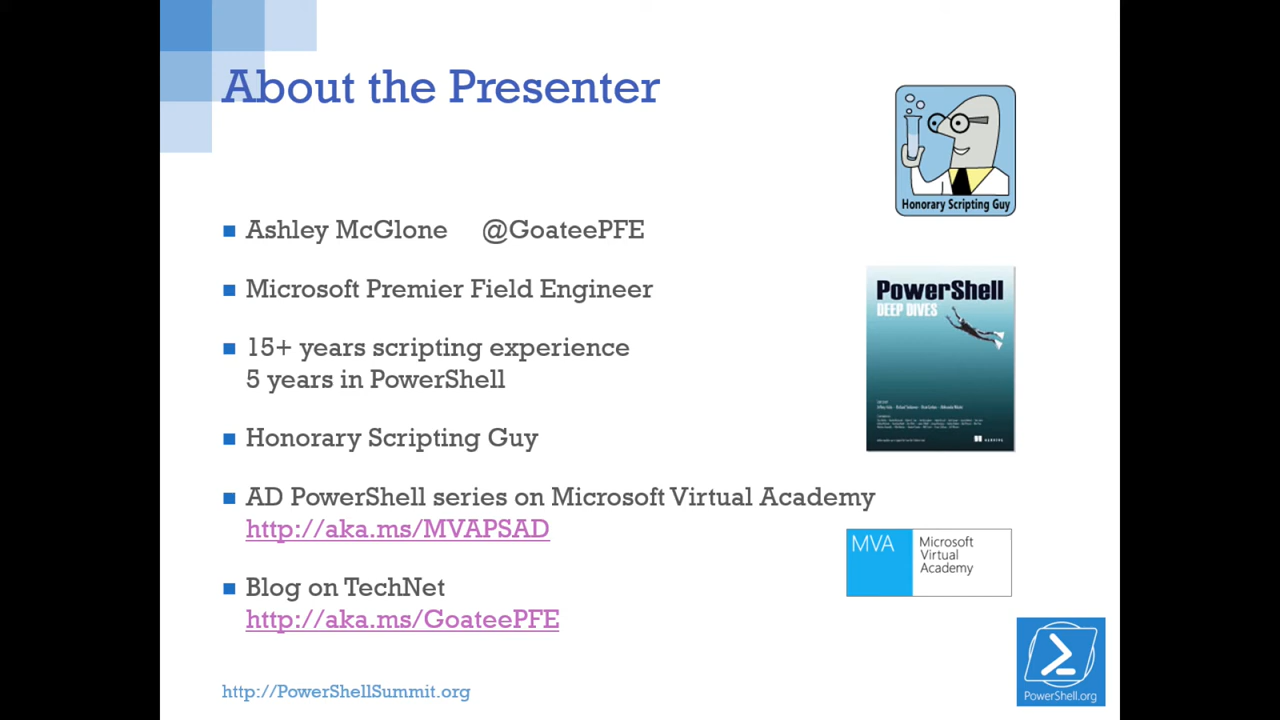 About the Presenter
Honorary Scripting Guy
Ashley McGlone @GoateePFE
Microsoft Premier Field Engineer
15+ years scripting experience
5 years in PowerShell
Honorary Scripting Guy
AD PowerShell series on Microsoft Virtual Academy
http://aka.ms/MVAPSAD
Blog on TechNet
http://aka.ms/GoateePFE
PowerShell
DEEP DIVES
MANNING
MVA
Microsoft
Virtual
Academy
PowerShell.org
http://PowerShellSummit.org